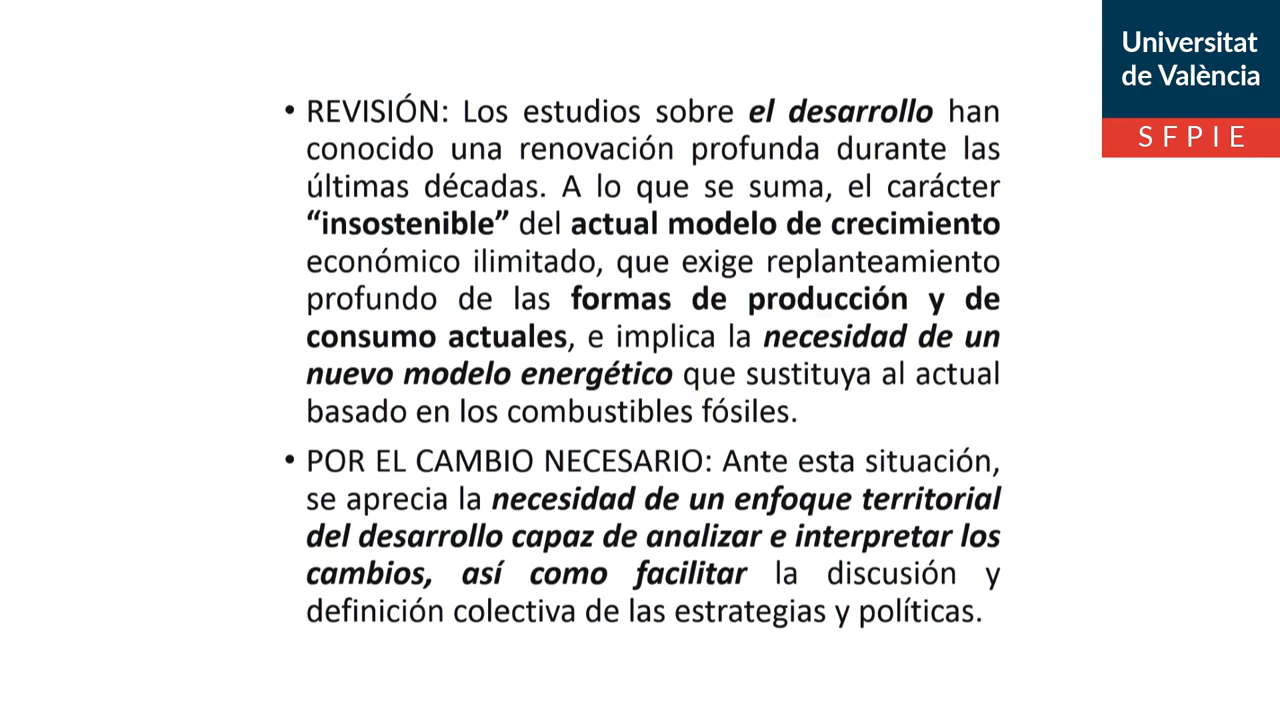 Universitat
de València
SFPIE
• REVISIÓN: Los estudios sobre el desarrollo han
conocido una renovación profunda durante las
últimas décadas. A lo que se suma, el carácter
“insostenible” del actual modelo de crecimiento
económico ilimitado, que exige replanteamiento
profundo de las formas de producción y de
consumo actuales, e implica la necesidad de un
nuevo modelo energético que sustituya al actual
basado en los combustibles fósiles.
• POR EL CAMBIO NECESARIO: Ante esta situación,
se aprecia la necesidad de un enfoque territorial
del desarrollo capaz de analizar e interpretar los
cambios, así como facilitar la discusión y
definición colectiva de las estrategias y políticas.